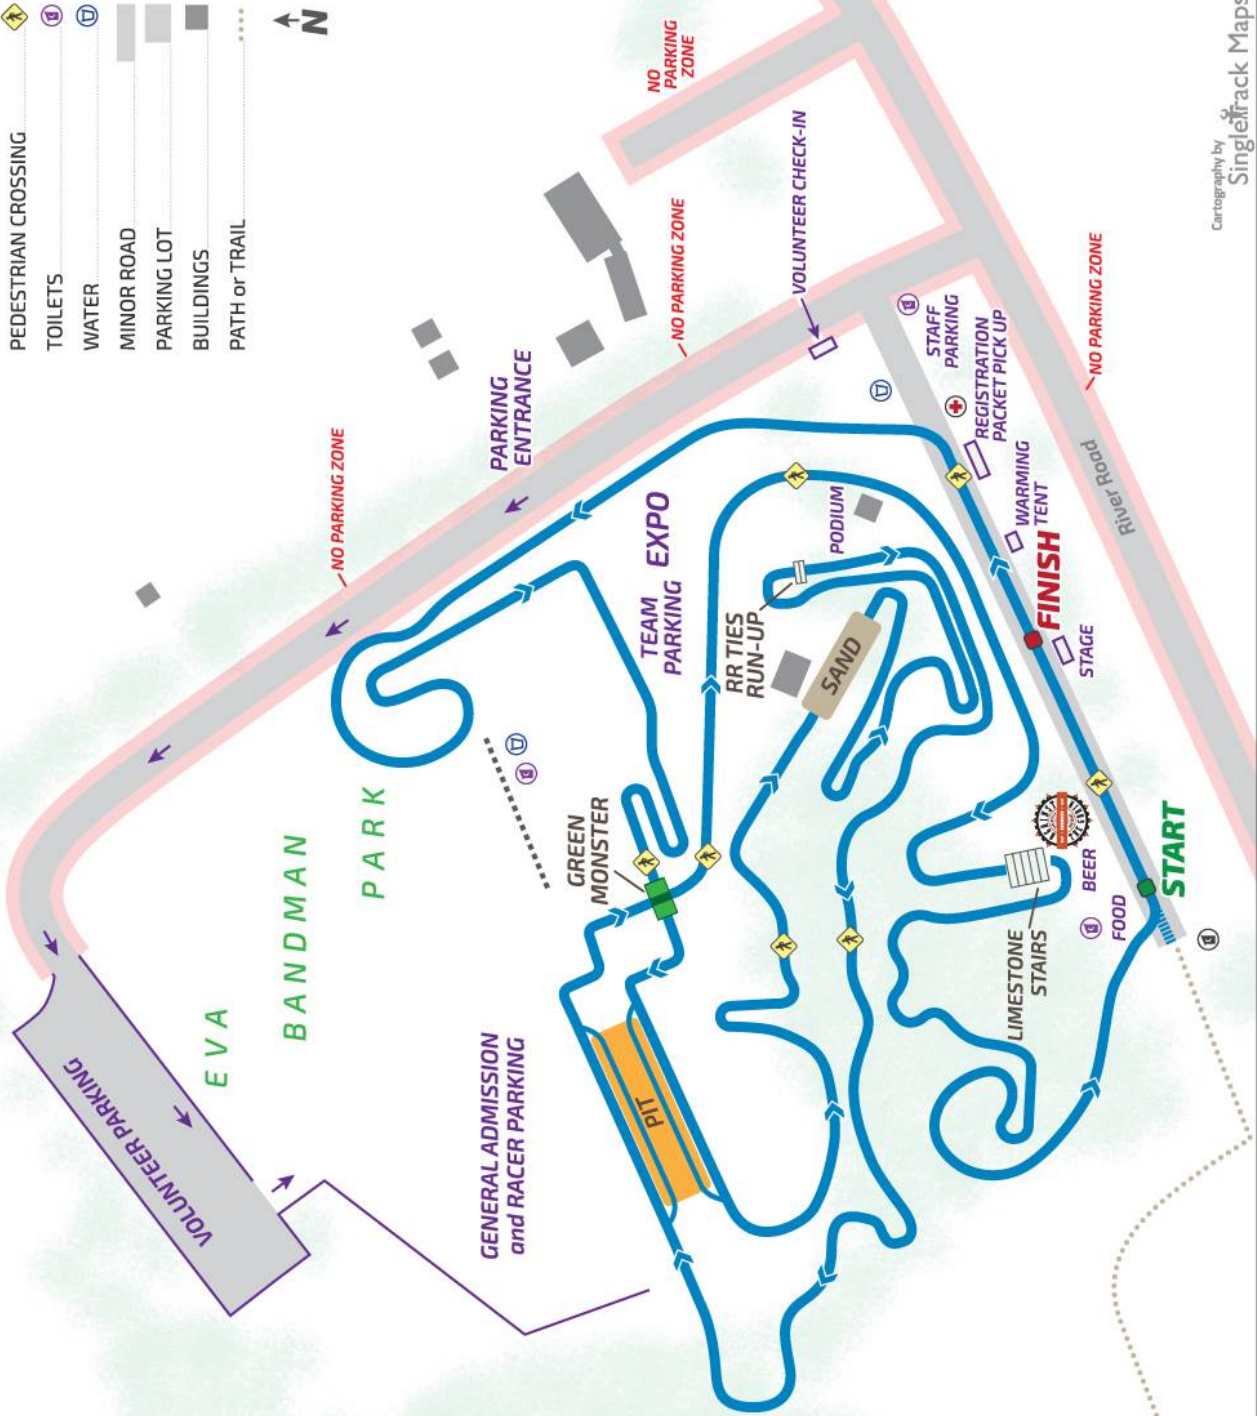 PEDESTRIAN CROSSING
TOILETS
WATER
MINOR ROAD
PARKING LOT
BUILDINGS
PATH or TRAIL
N
NO
PARKING
ZONE
NO PARKING ZONE
VOLUNTEER CHECK-IN
NO PARKING ZONE
PARKING
ENTRANCE
NO PARKING ZONE
STAFF
PARKING
REGISTRATION
PACKET PICK UP
WARMING
TENT
River Road
FINISH
STAGE
PODIUM
TEAM
PARKING
EXPO
RR TIES
RUN-UP
SAND
GREEN
MONSTER
EVA
BANDMAN
PARK
VOLUNTEER PARKING
GENERAL ADMISSION
and RACER PARKING
PIT
LIMESTONE
STAIRS
BEER
FOOD
START
Cartography by
Singletrack Maps